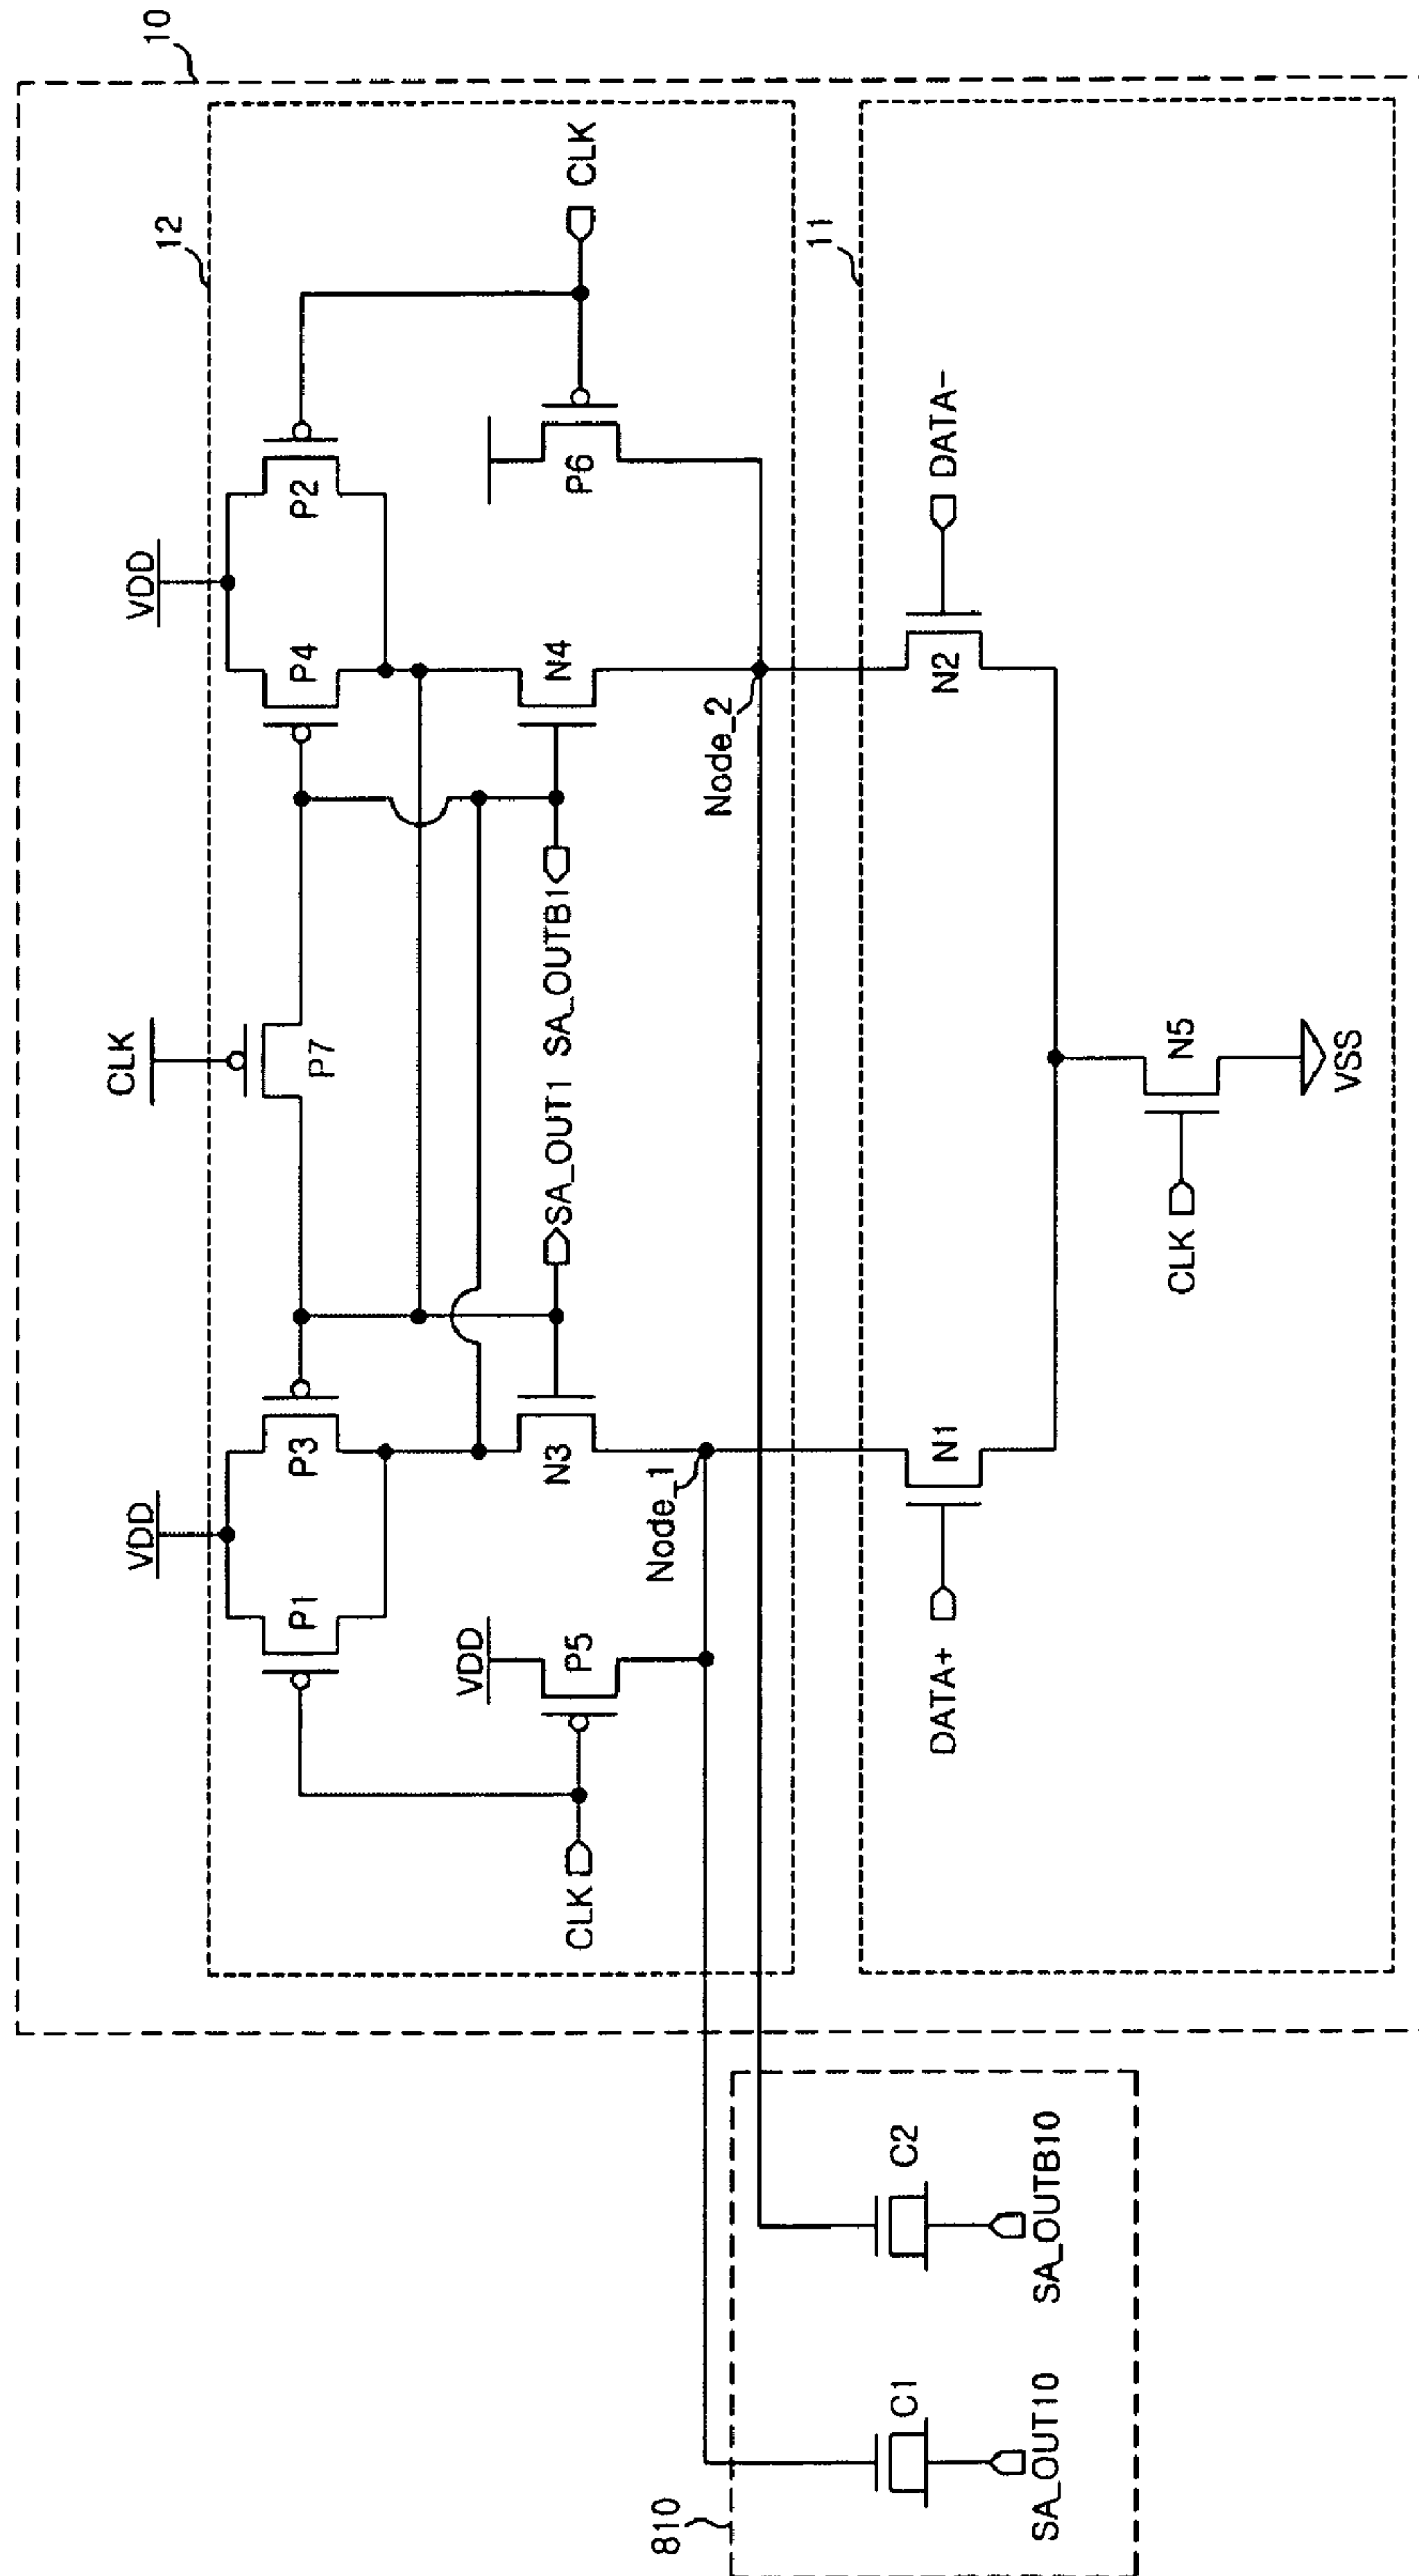 10
12
VDD
VDD
CLK
P1
P3
P7
P4
P2
VDD
P5
CLK
N3
SA_OUT1
SA_OUTB1
N4
P6
CLK
Node_1
Node_2
11
DATA+
N1
N2
DATA-
CLK
N5
VSS
810
C1
C2
SA_OUT10
SA_OUTB10